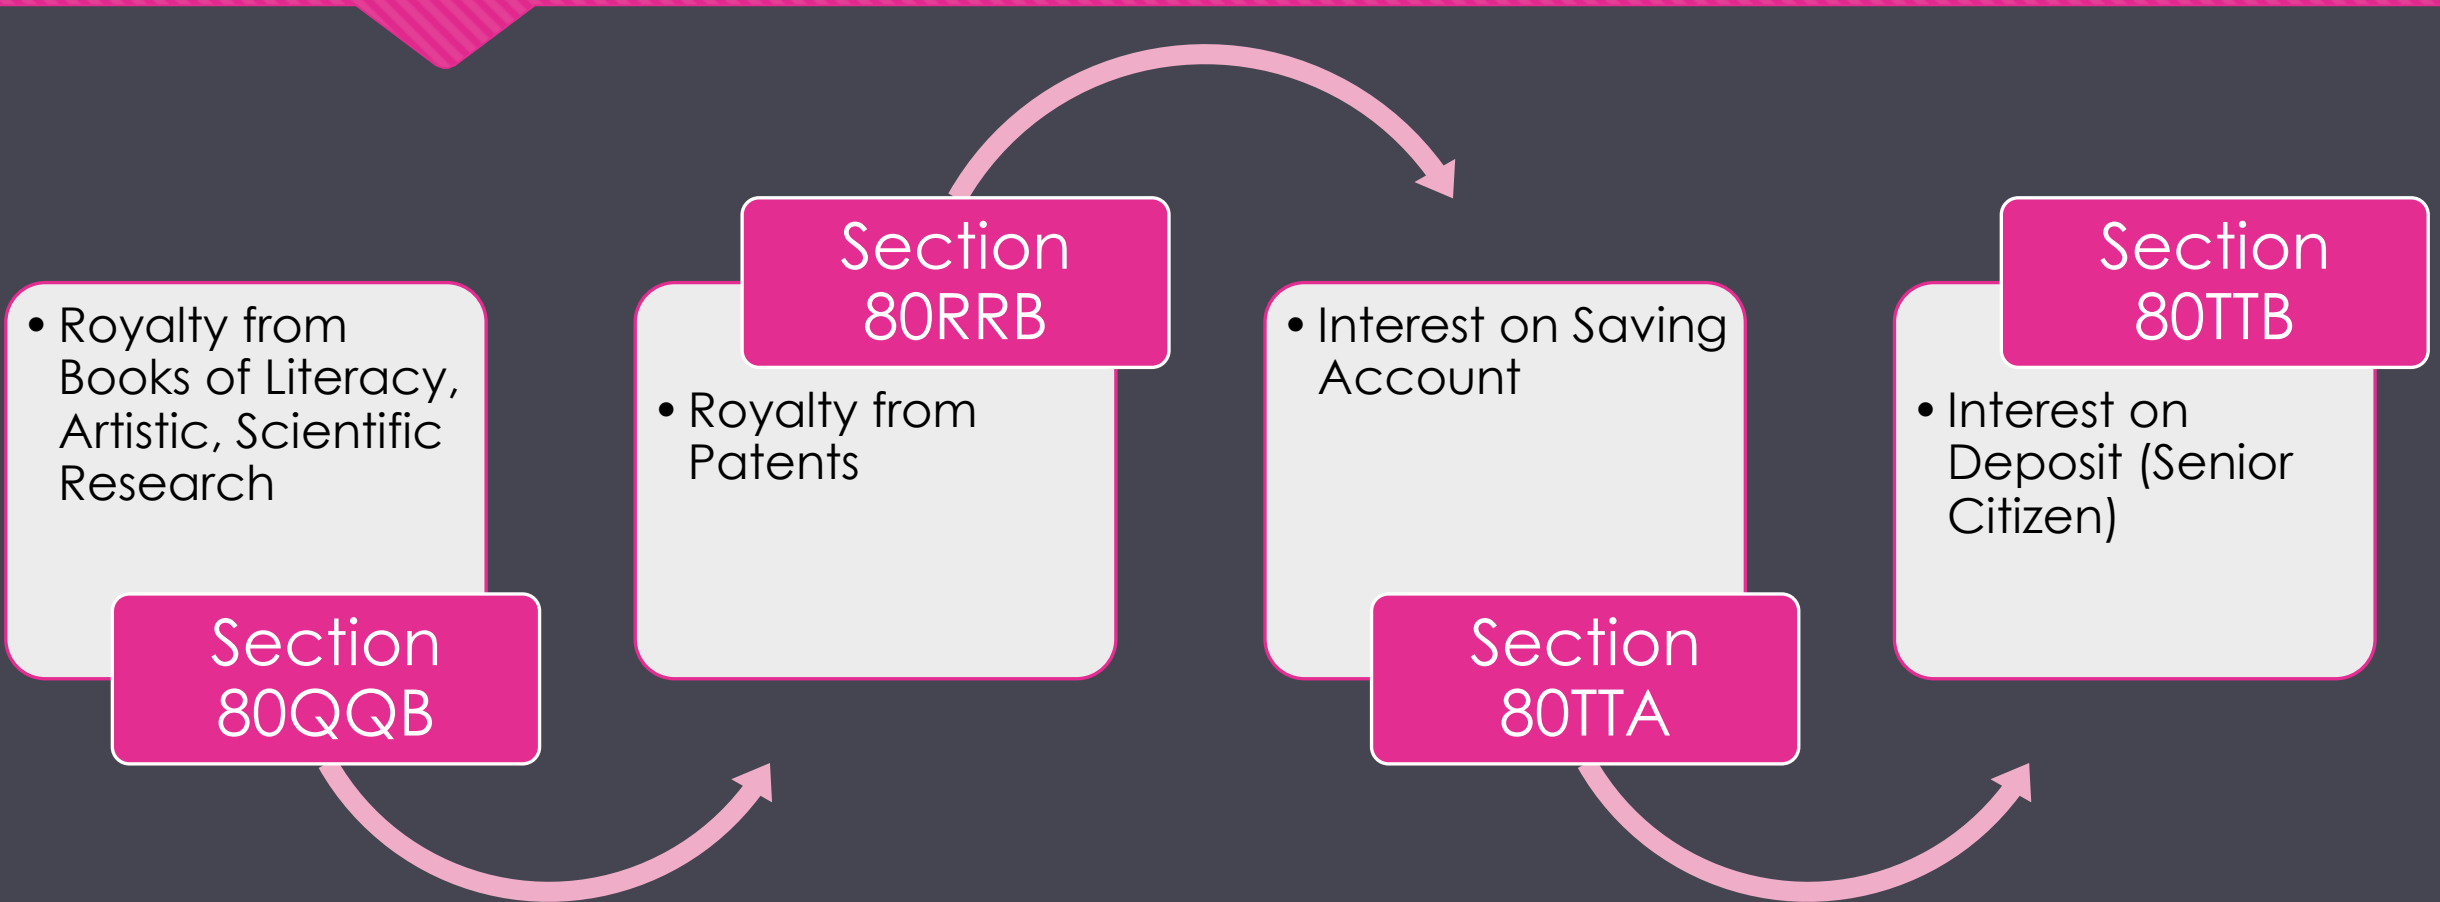 • Royalty from
Books of Literacy,
Artistic, Scientific
Research
Section
80QQB
Section
80RRB
• Royalty from
Patents
• Interest on Saving
Account
Section
80TTA
Section
80TTB
• Interest on
Deposit (Senior
Citizen)